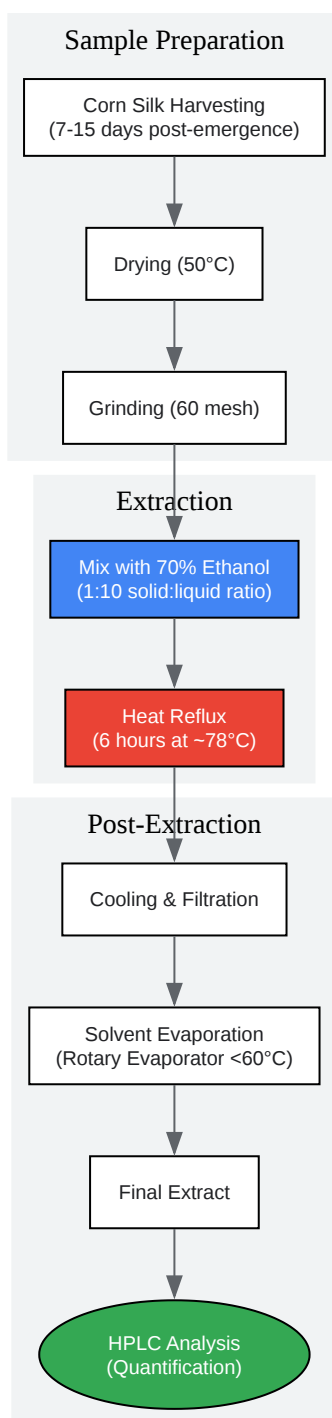 Sample Preparation
Corn Silk Harvesting
(7-15 days post-emergence)
Drying (50°C)
Grinding (60 mesh)
Extraction
Mix with 70% Ethanol
(1:10 solid:liquid ratio)
Heat Reflux
(6 hours at ~78°C)
Post-Extraction
Cooling & Filtration
Solvent Evaporation
(Rotary Evaporator <60°C)
Final Extract
HPLC Analysis
(Quantification)